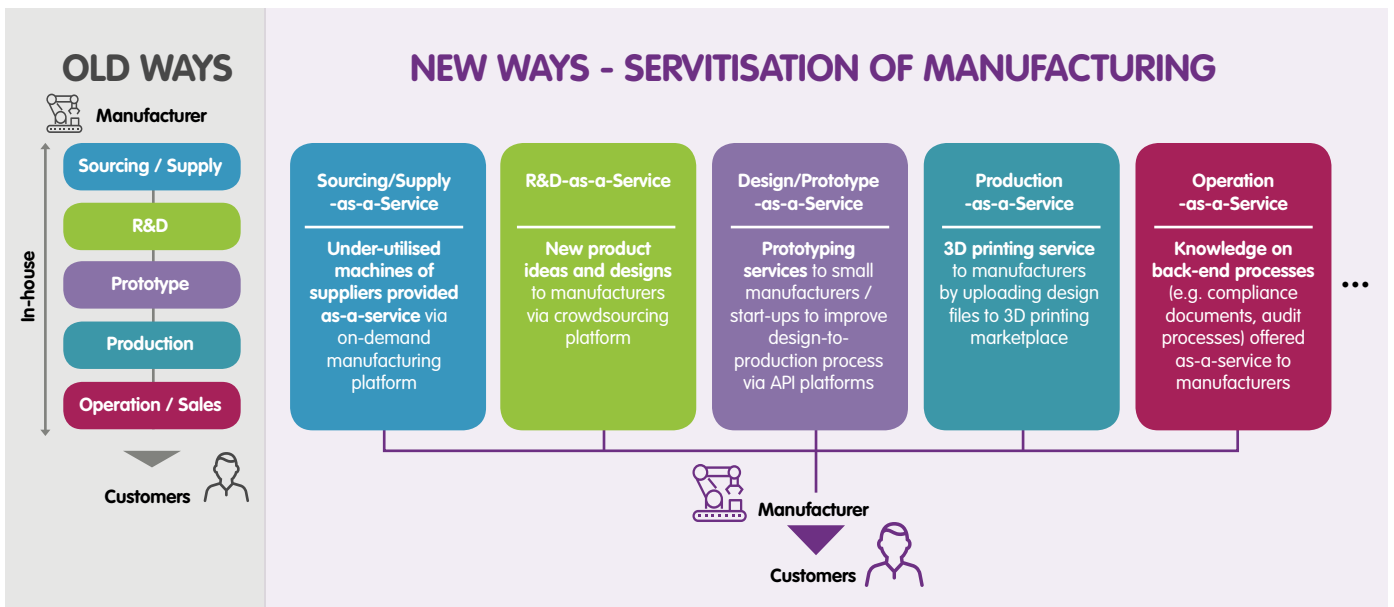 OLD WAYS
Manufacturer
In-house
Sourcing / Supply
R&D
Prototype
Production
Operation / Sales
Customers
NEW WAYS - SERVITISATION OF MANUFACTURING
Sourcing/Supply
-as-a-Service
Under-utilised
machines of
suppliers provided
as-a-service via
on-demand
manufacturing
platform
R&D-as-a-Service
New product
ideas and designs
to manufacturers
via crowdsourcing
platform
Design/Prototype
-as-a-Service
Prototyping
services to small
manufacturers /
start-ups to improve
design-to-
production process
via API platforms
Production
-as-a-Service
3D printing service
to manufacturers
by uploading design
files to 3D printing
marketplace
Operation
-as-a-Service
Knowledge on
back-end processes
(e.g. compliance
documents, audit
processes) offered
as-a-service to
manufacturers
...
Manufacturer
Customers